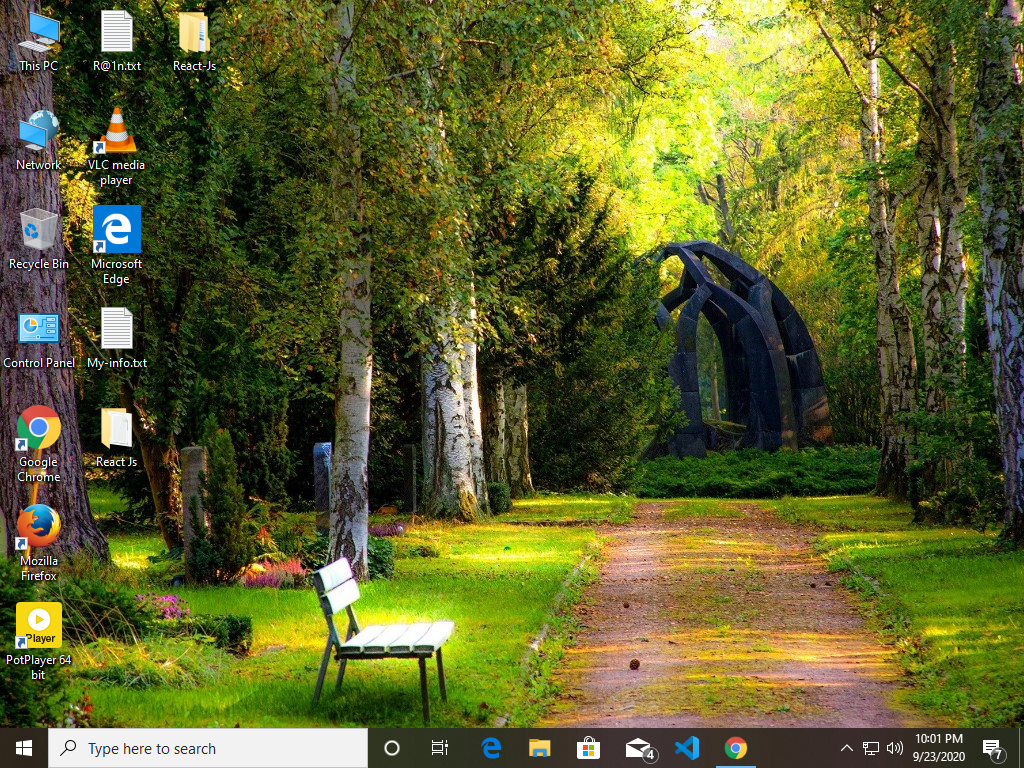 This PC
R@1n.txt
React-Js
Network
VLC media
player
Recycle Bin
Microsoft
Edge
Control Panel
My-info.txt
Google
Chrome
React Js
Mozilla
Firefox
Player
PotPlayer 64
bit
Type here to search
4
10:01 PM
9/23/2020
7